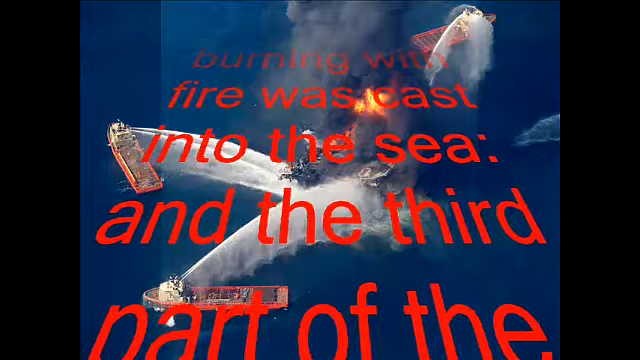 burning with
fire was cast
into the sea:
and the third
part of the